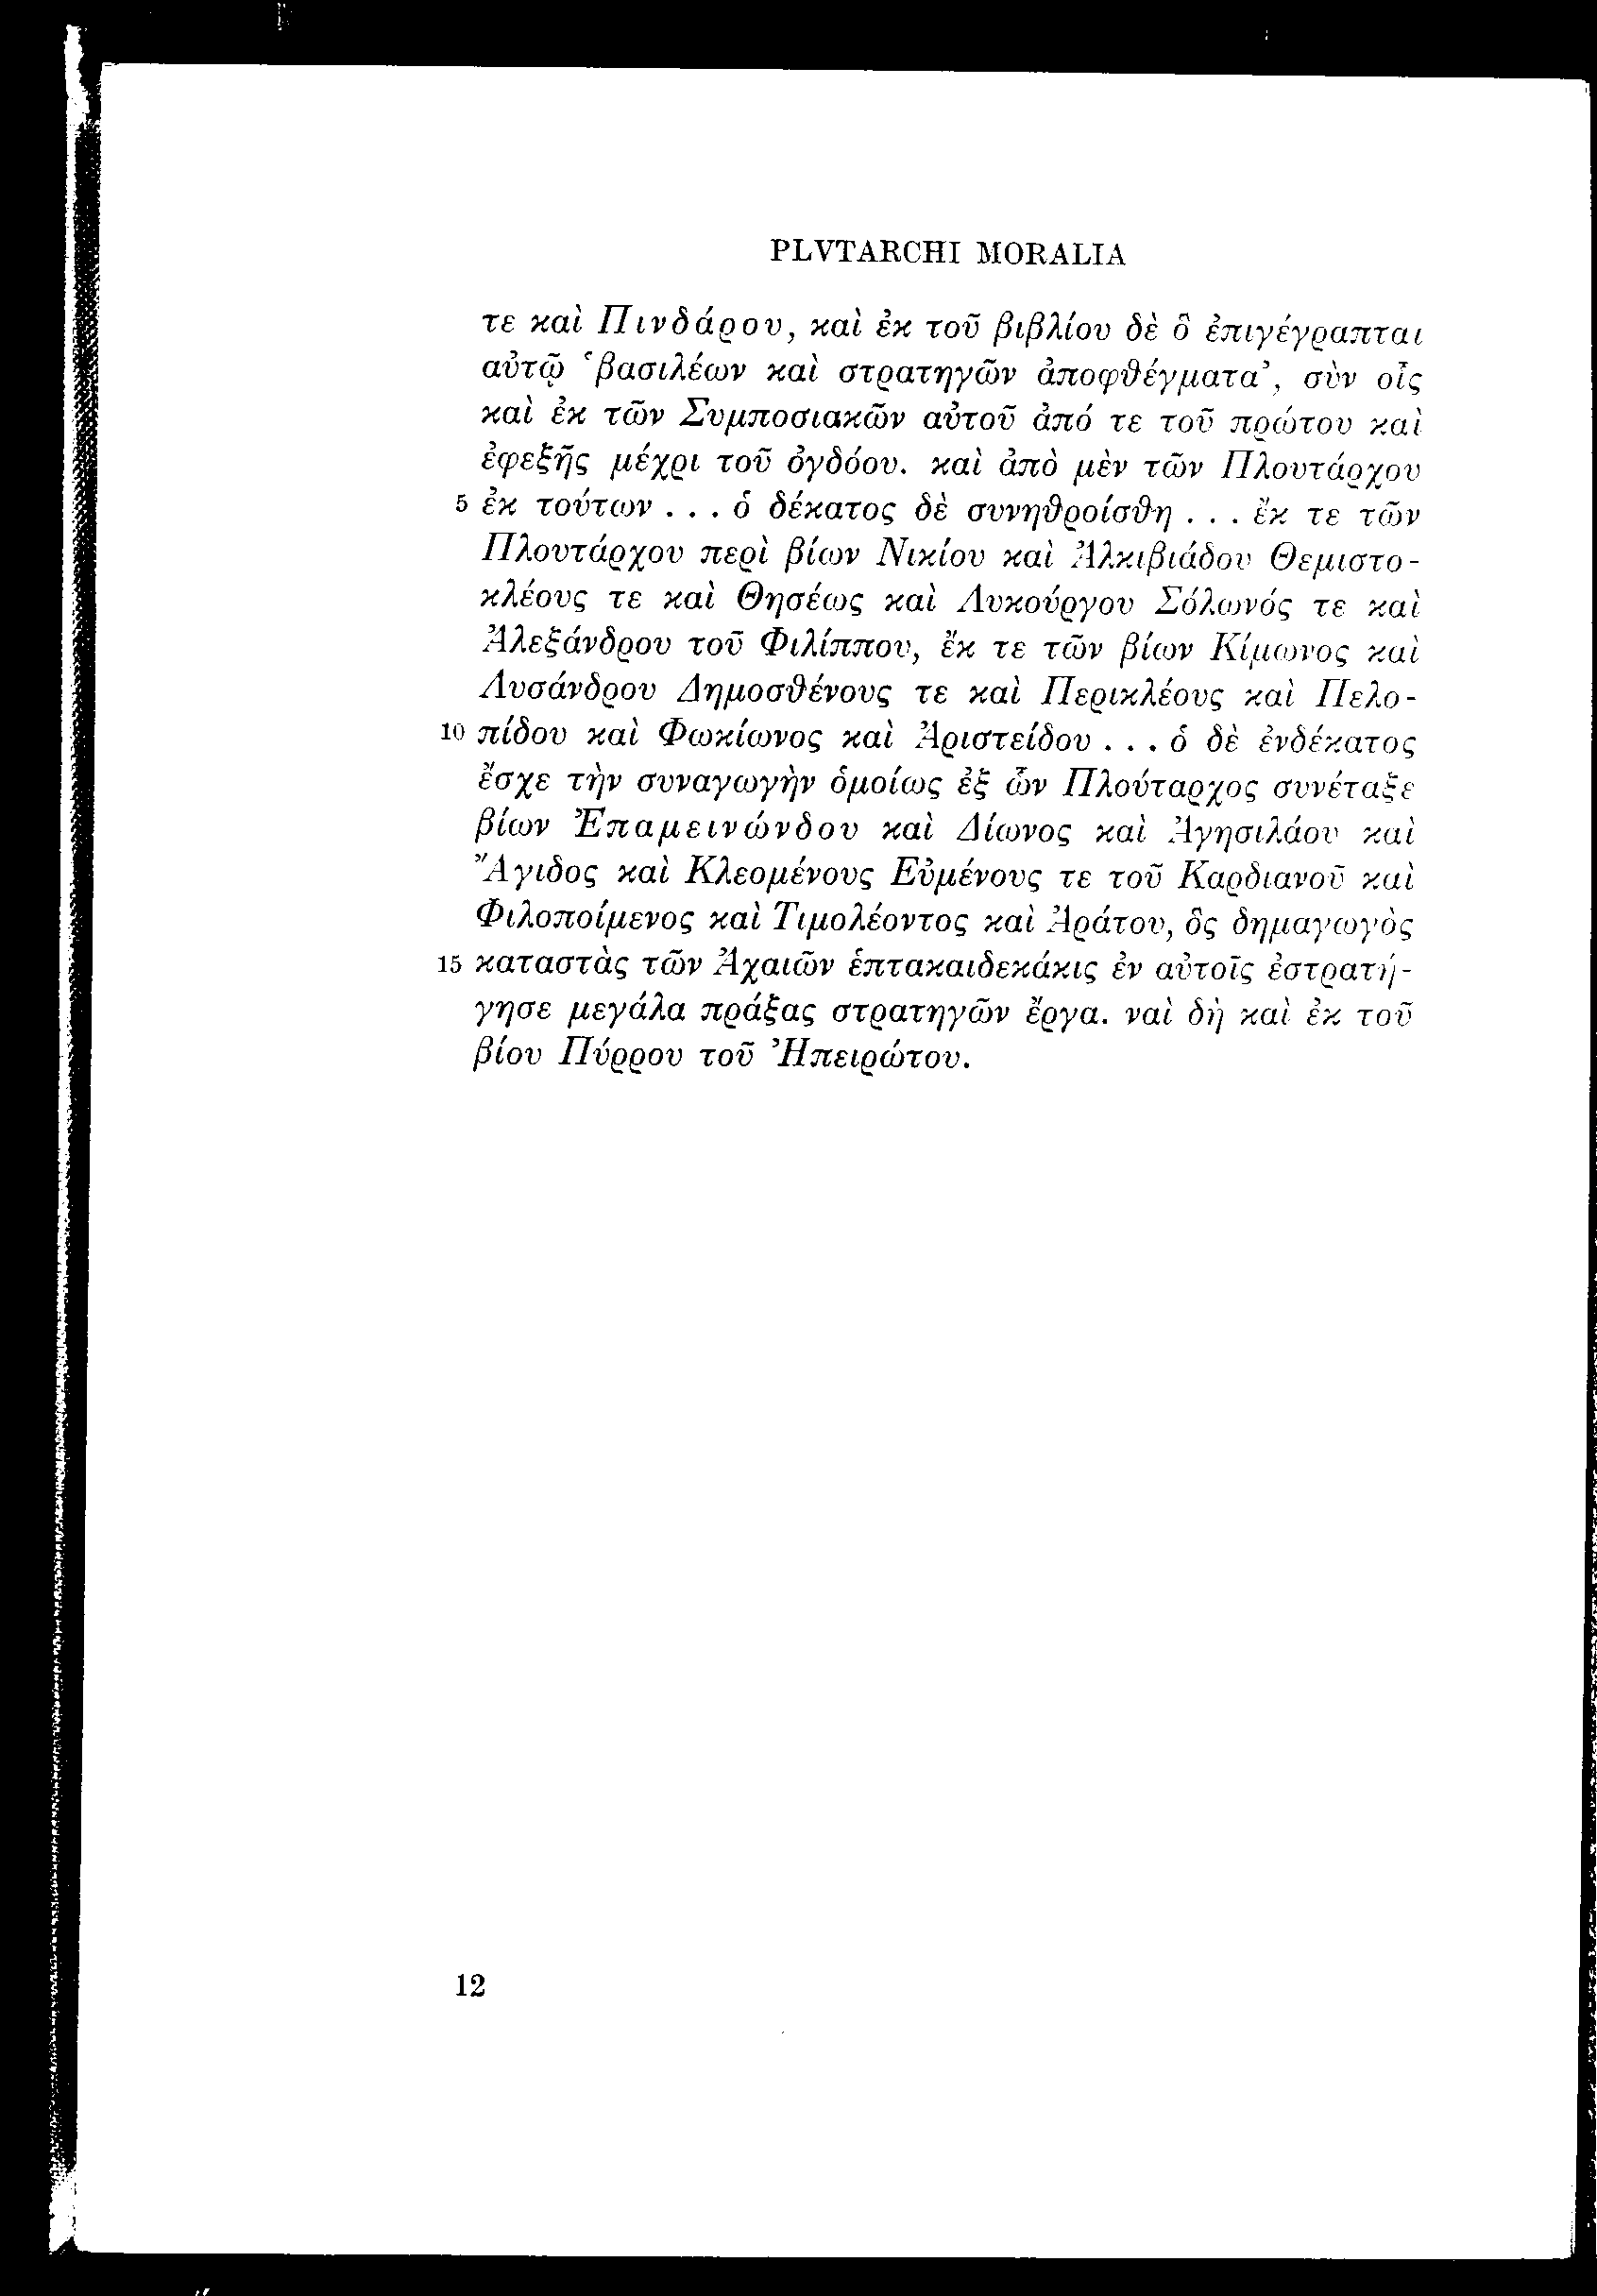 PLVTARCHI MORALIA
τε καὶ Πινδάρου, καὶ ἐκ τοῦ βιβλίου δὲ ὃ ἐπιγέγραπται
αὐτῷ ‘βασιλέων καὶ στρατηγῶν ἀποφθέγματα’, σὺν οἷς
καὶ ἐκ τῶν Συμποσιακῶν αὐτοῦ ἀπό τε τοῦ πρώτου καὶ
ἐφεξῆς μέχρι τοῦ ὀγδόου. καὶ ἀπὸ μὲν τῶν Πλουτάρχου
5 ἐκ τούτων . . . ὁ δέκατος δὲ συνηθροίσθη . . . ἔκ τε τῶν
Πλουτάρχου περὶ βίων Νικίου καὶ Ἀλκιβιάδου Θεμιστο-
κλέους τε καὶ Θησέως καὶ Λυκούργου Σόλωνός τε καὶ
Ἀλεξάνδρου τοῦ Φιλίππου, ἔκ τε τῶν βίων Κίμωνος καὶ
Λυσάνδρου Δημοσθένους τε καὶ Περικλέους καὶ Πελο-
10 πίδου καὶ Φωκίωνος καὶ Ἀριστείδου . . . ὁ δὲ ἑνδέκατος
ἔσχε τὴν συναγωγὴν ὁμοίως ἐξ ὧν Πλούταρχος συνέταξε
βίων Ἐπαμεινώνδου καὶ Δίωνος καὶ Ἀγησιλάου καὶ
Ἄγιδος καὶ Κλεομένους Εὐμένους τε τοῦ Καρδιανοῦ καὶ
Φιλοποίμενος καὶ Τιμολέοντος καὶ Ἀράτου, ὃς δημαγωγὸς
15 καταστὰς τῶν Ἀχαιῶν ἑπτακαιδεκάκις ἐν αὐτοῖς ἐστρατή-
γησε μεγάλα πράξας στρατηγῶν ἔργα. ναὶ δὴ καὶ ἐκ τοῦ
βίου Πύρρου τοῦ Ἠπειρώτου.
12